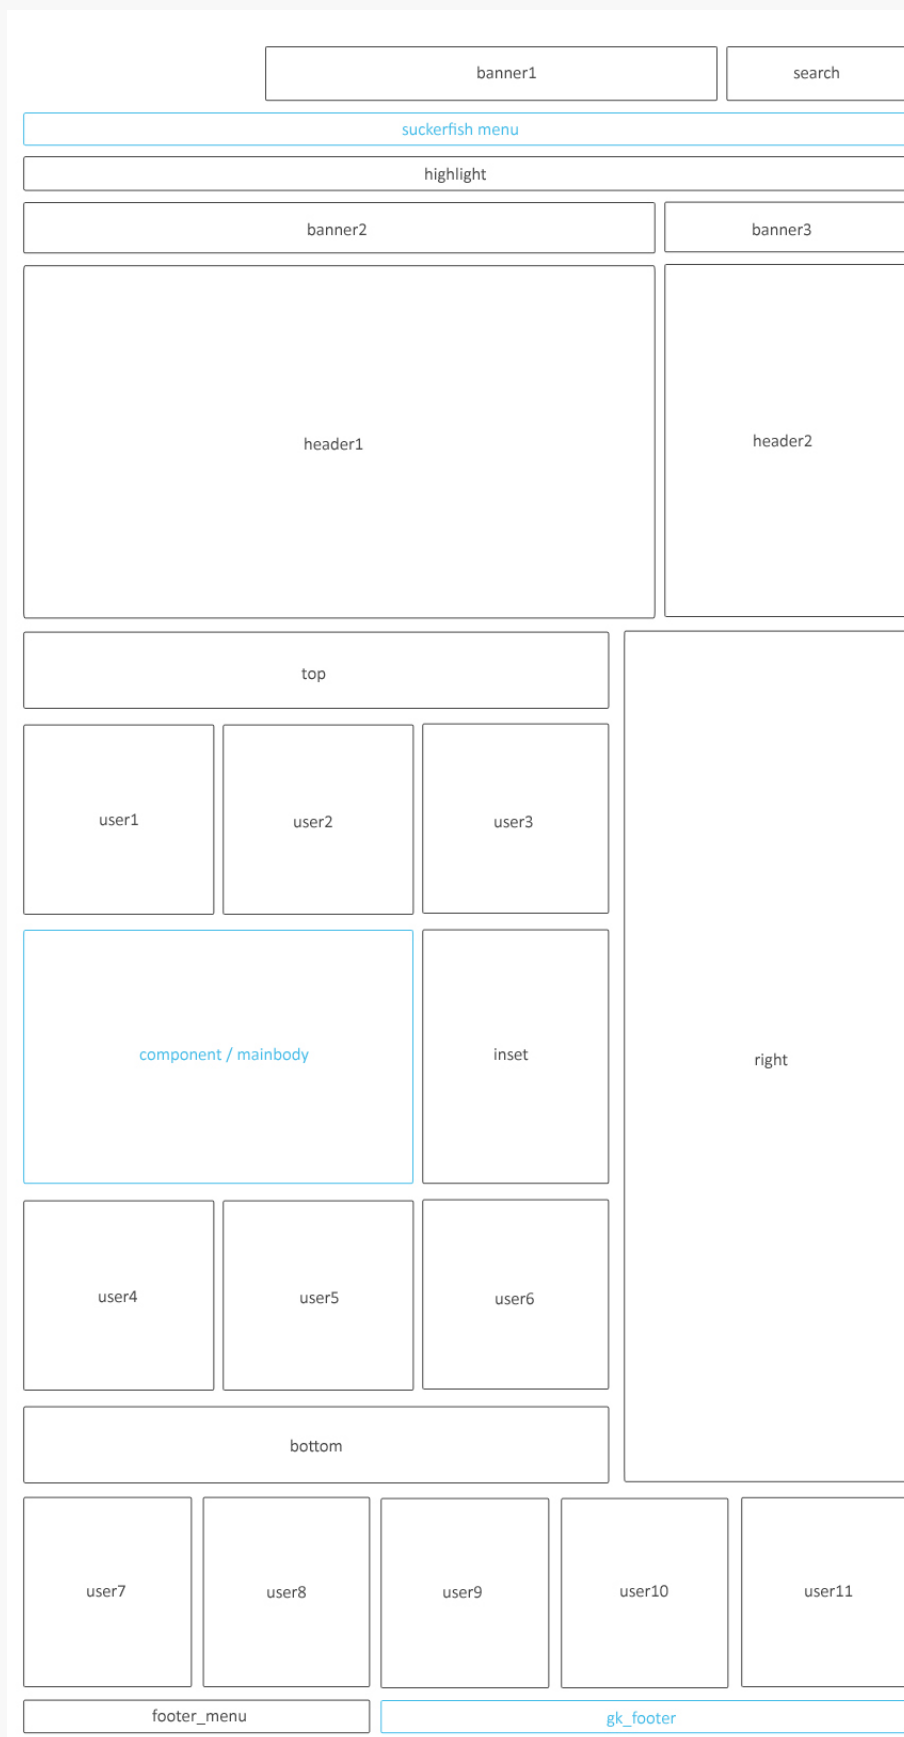 banner1
search
suckerfish menu
highlight
banner2
banner3
header1
header2
top
user1
user2
user3
component / mainbody
inset
right
user4
user5
user6
bottom
user7
user8
user9
user10
user11
footer_menu
gk_footer